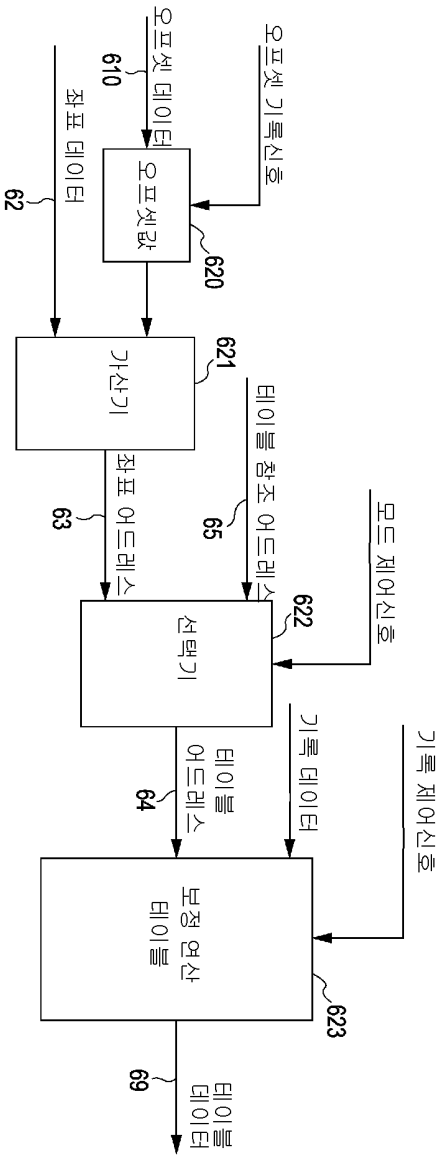 오프셋 기록신호
오프셋 데이터
610
오프셋값
620
좌표 데이터
62
가산기
621
좌표 어드레스
63
테이블 참조 어드레스
65
모드 제어신호
선택기
622
테이블
어드레스
64
기록 데이터
기록 제어신호
보정 연산
테이블
623
테이블
데이터
69